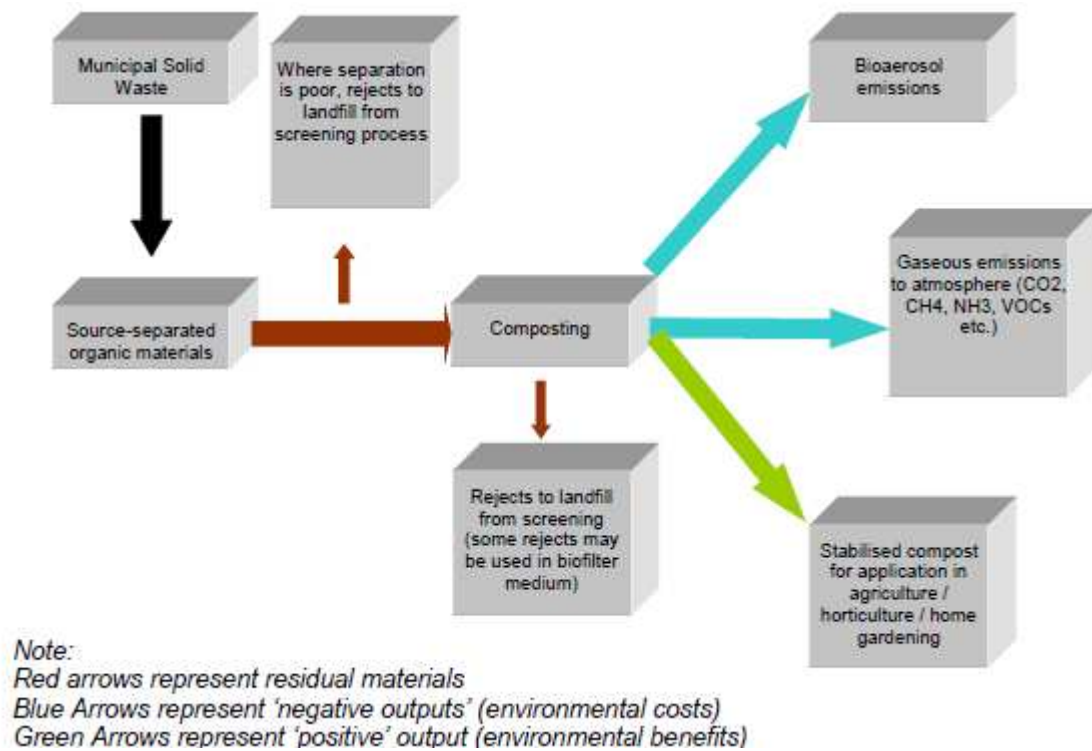 Municipal Solid
Waste
Where separation
is poor, rejects to
landfill from
screening process
Bioaerosol
emissions
Source-separated
organic materials
Composting
Gaseous emissions
to atmosphere (CO2,
CH4, NH3, VOCs
etc.)
Rejects to landfill
from screening
(some rejects may
be used in biofilter
medium)
Stabilised compost
for application in
agriculture /
horticulture / home
gardening
Note:
Red arrows represent residual materials
Blue Arrows represent ‘negative outputs’ (environmental costs)
Green Arrows represent ‘positive’ output (environmental benefits)